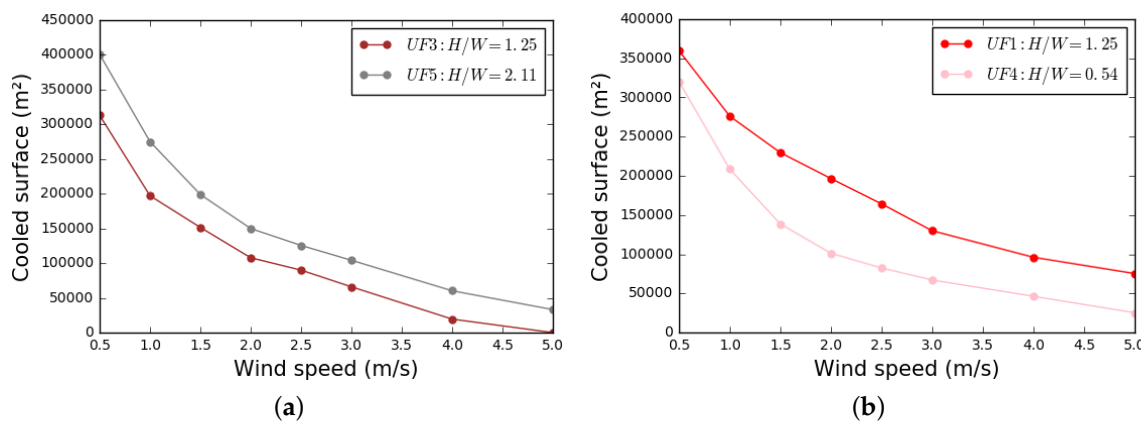 450000
400000
350000
300000
250000
200000
150000
100000
50000
0
Cooled surface (m²)
UF3: H/W=1.25
UF5: H/W=2.11
0.5 1.0 1.5 2.0 2.5 3.0 3.5 4.0 4.5 5.0
Wind speed (m/s)
(a)
400000
350000
300000
250000
200000
150000
100000
50000
0
Cooled surface (m²)
UF1: H/W=1.25
UF4: H/W=0.54
0.5 1.0 1.5 2.0 2.5 3.0 3.5 4.0 4.5 5.0
Wind speed (m/s)
(b)